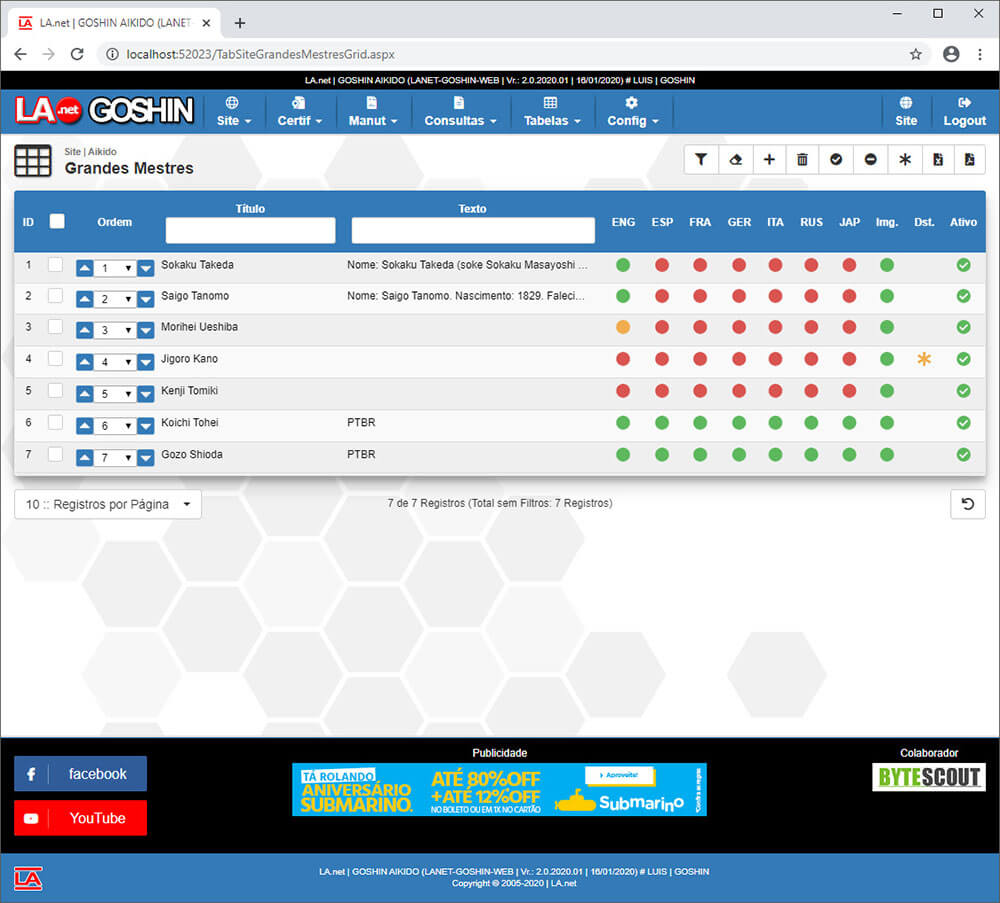 LA.net | GOSHIN AIKIDO (LANET-
localhost:52023/TabSiteGrandesMestresGrid.aspx
LA.net | GOSHIN AIKIDO (LANET-GOSHIN-WEB | Vr.: 2.0.2020.01 | 16/01/2020) # LUIS | GOSHIN
LA.net GOSHIN
Site Certif Manut Consultas Tabelas Config Site Logout
Site | Aikido
Grandes Mestres
ID Ordem Título Texto ENG ESP FRA GER ITA RUS JAP Img. Dst. Ativo
1 1 Sokaku Takeda Nome: Sokaku Takeda (soke Sokaku Masayoshi ...
2 2 Saigo Tanomo Nome: Saigo Tanomo. Nascimento: 1829. Faleci...
3 3 Morihei Ueshiba
4 4 Jigoro Kano
5 5 Kenji Tomiki
6 6 Koichi Tohei PTBR
7 7 Gozo Shioda PTBR
10 :: Registros por Página 7 de 7 Registros (Total sem Filtros: 7 Registros)
Publicidade
Colaborador
facebook
YouTube
TÁ ROLANDO
ANIVERSÁRIO
SUBMARINO.
ATÉ 80%OFF
+ATÉ 12%OFF
NO BOLETO OU EM 1X NO CARTÃO
Aproveite!
Submarino
BYTESCOUT
LA
LA.net | GOSHIN AIKIDO (LANET-GOSHIN-WEB | Vr.: 2.0.2020.01 | 16/01/2020) # LUIS | GOSHIN
Copyright © 2005-2020 | LA.net